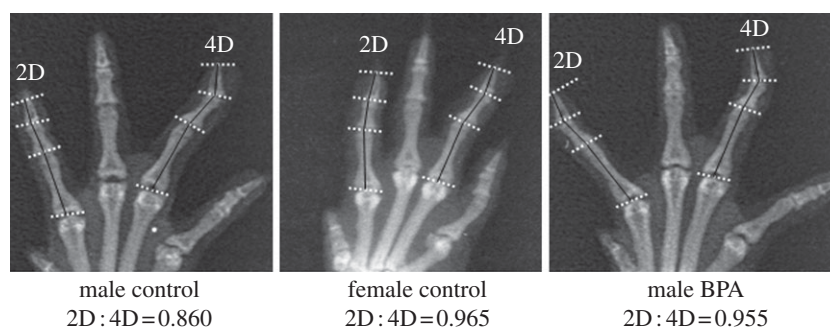 2D
4D
2D
4D
2D
4D
male control
2D:4D=0.860
female control
2D:4D=0.965
male BPA
2D:4D=0.955